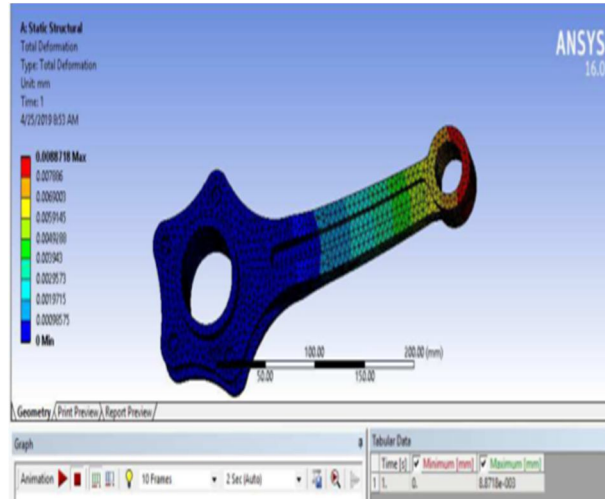 A: Static Structural
Total Deformation
Type: Total Deformation
Unit: mm
Time: 1
4/25/2019 8:53 AM
ANSYS
16.0
0.0088718 Max
0.007886
0.0069003
0.0059145
0.0049288
0.003943
0.0029573
0.0019715
0.00098575
0 Min
100.00
200.00 (mm)
50.00
150.00
Geometry Print Preview Report Preview
Graph
Animation
10 Frames
2 Sec (Auto)
Tabular Data
Time [s] Minimum [mm] Maximum [mm]
1 1. 0. 8.8718e-003